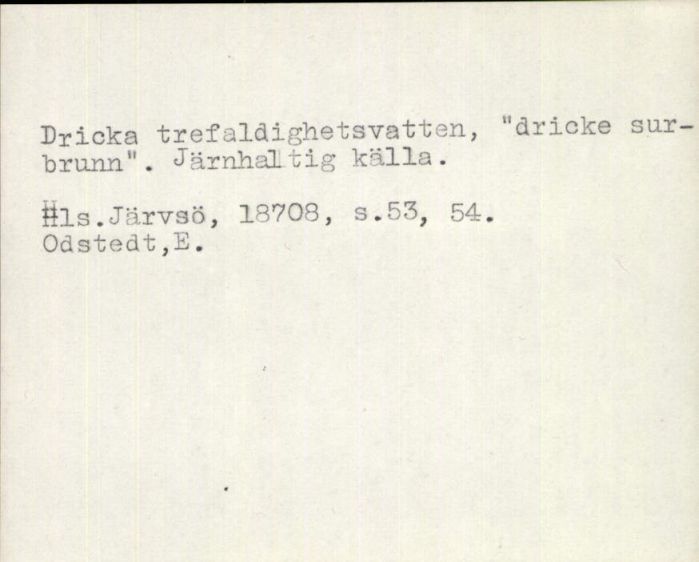 Dricka trefaldighetsvatten, "dricke sur-
brunn". Järnhaltig källa.
Hls.Järvsö, 18708, s.53, 54.
Odstedt,E.